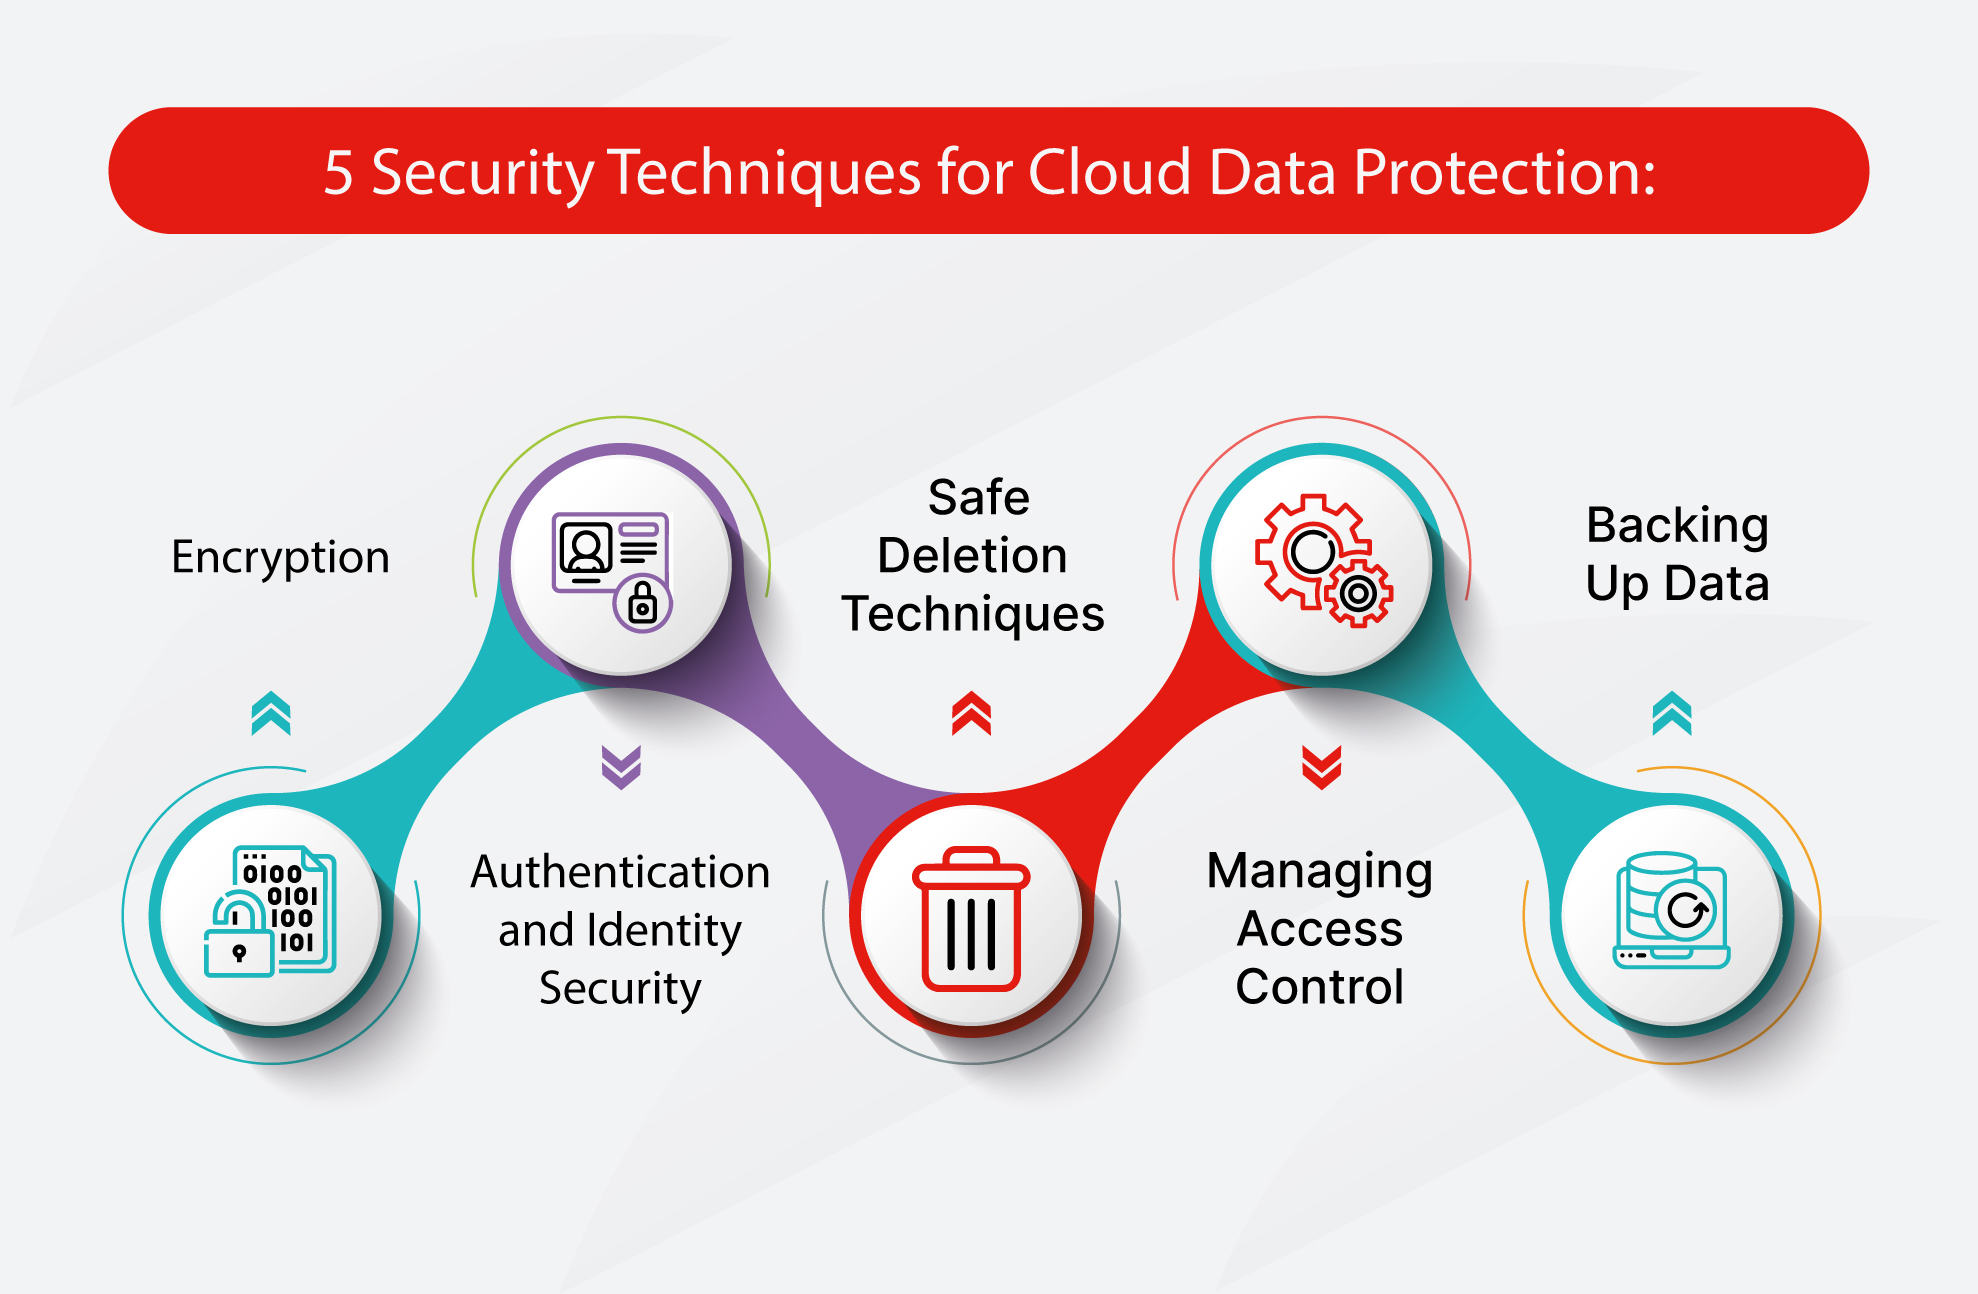 5 Security Techniques for Cloud Data Protection:
Encryption
Authentication
and Identity
Security
Safe
Deletion
Techniques
Managing
Access
Control
Backing
Up Data
0100
0101
100
101